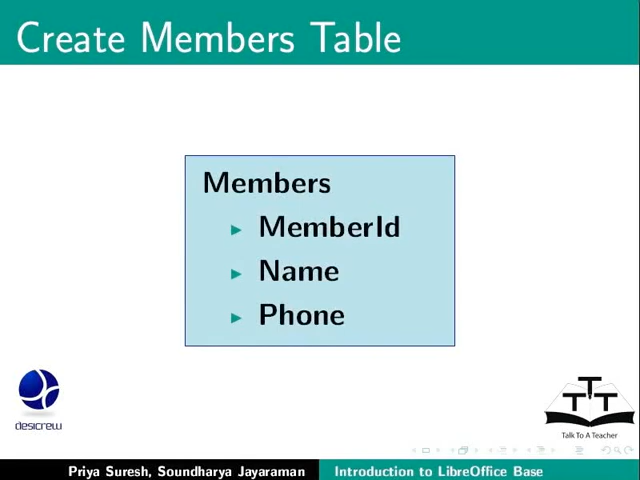 Create Members Table
Members
MemberId
Name
Phone
desicrew
TTT
Talk To A Teacher
Priya Suresh, Soundharya Jayaraman
Introduction to LibreOffice Base